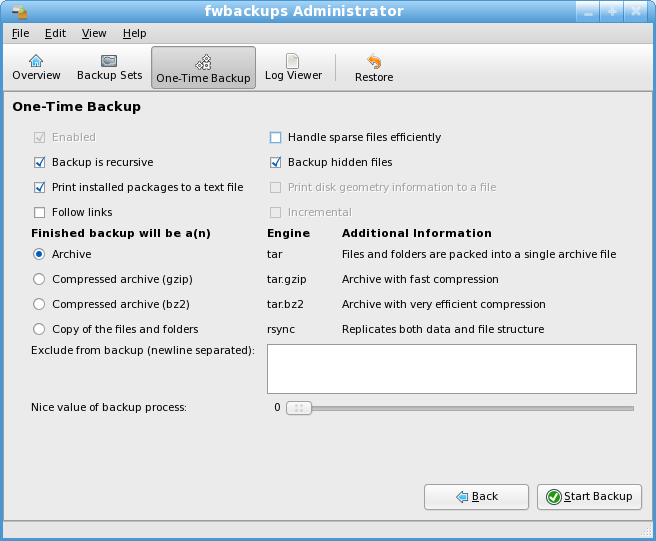 fwbackups Administrator
File Edit View Help
Overview Backup Sets One-Time Backup Log Viewer Restore
One-Time Backup
Enabled Handle sparse files efficiently
Backup is recursive Backup hidden files
Print installed packages to a text file Print disk geometry information to a file
Follow links Incremental
Finished backup will be a(n) Engine Additional Information
Archive tar Files and folders are packed into a single archive file
Compressed archive (gzip) tar.gzip Archive with fast compression
Compressed archive (bz2) tar.bz2 Archive with very efficient compression
Copy of the files and folders rsync Replicates both data and file structure
Exclude from backup (newline separated):
Nice value of backup process: 0
Back Start Backup